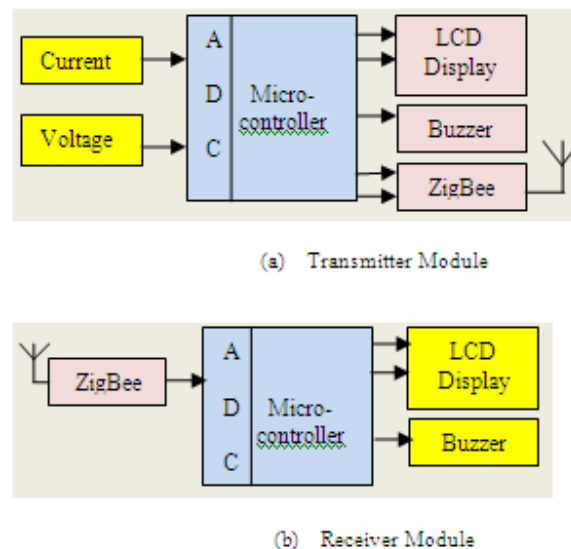 Current
Voltage
A
D
C
Micro-
controller
LCD
Display
Buzzer
ZigBee
(a) Transmitter Module
ZigBee
A
D
C
Micro-
controller
LCD
Display
Buzzer
(b) Receiver Module